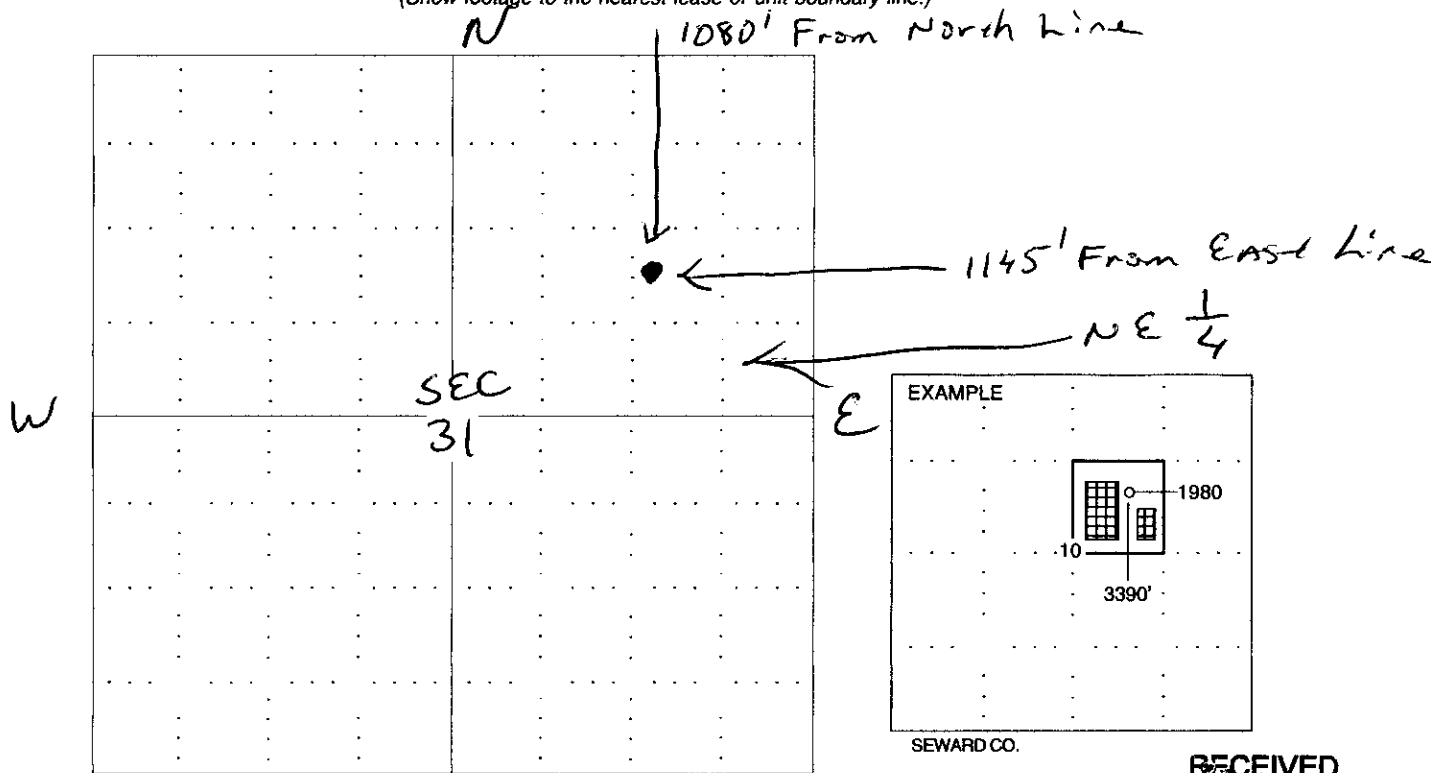 (Show footage to the nearest lease or unit boundary line.)
N
1080' From North Line
1145' From EAST Line
NE 1/4
SEC
31
W
E
EXAMPLE
1980
10
3390'
SEWARD CO.
RECEIVED